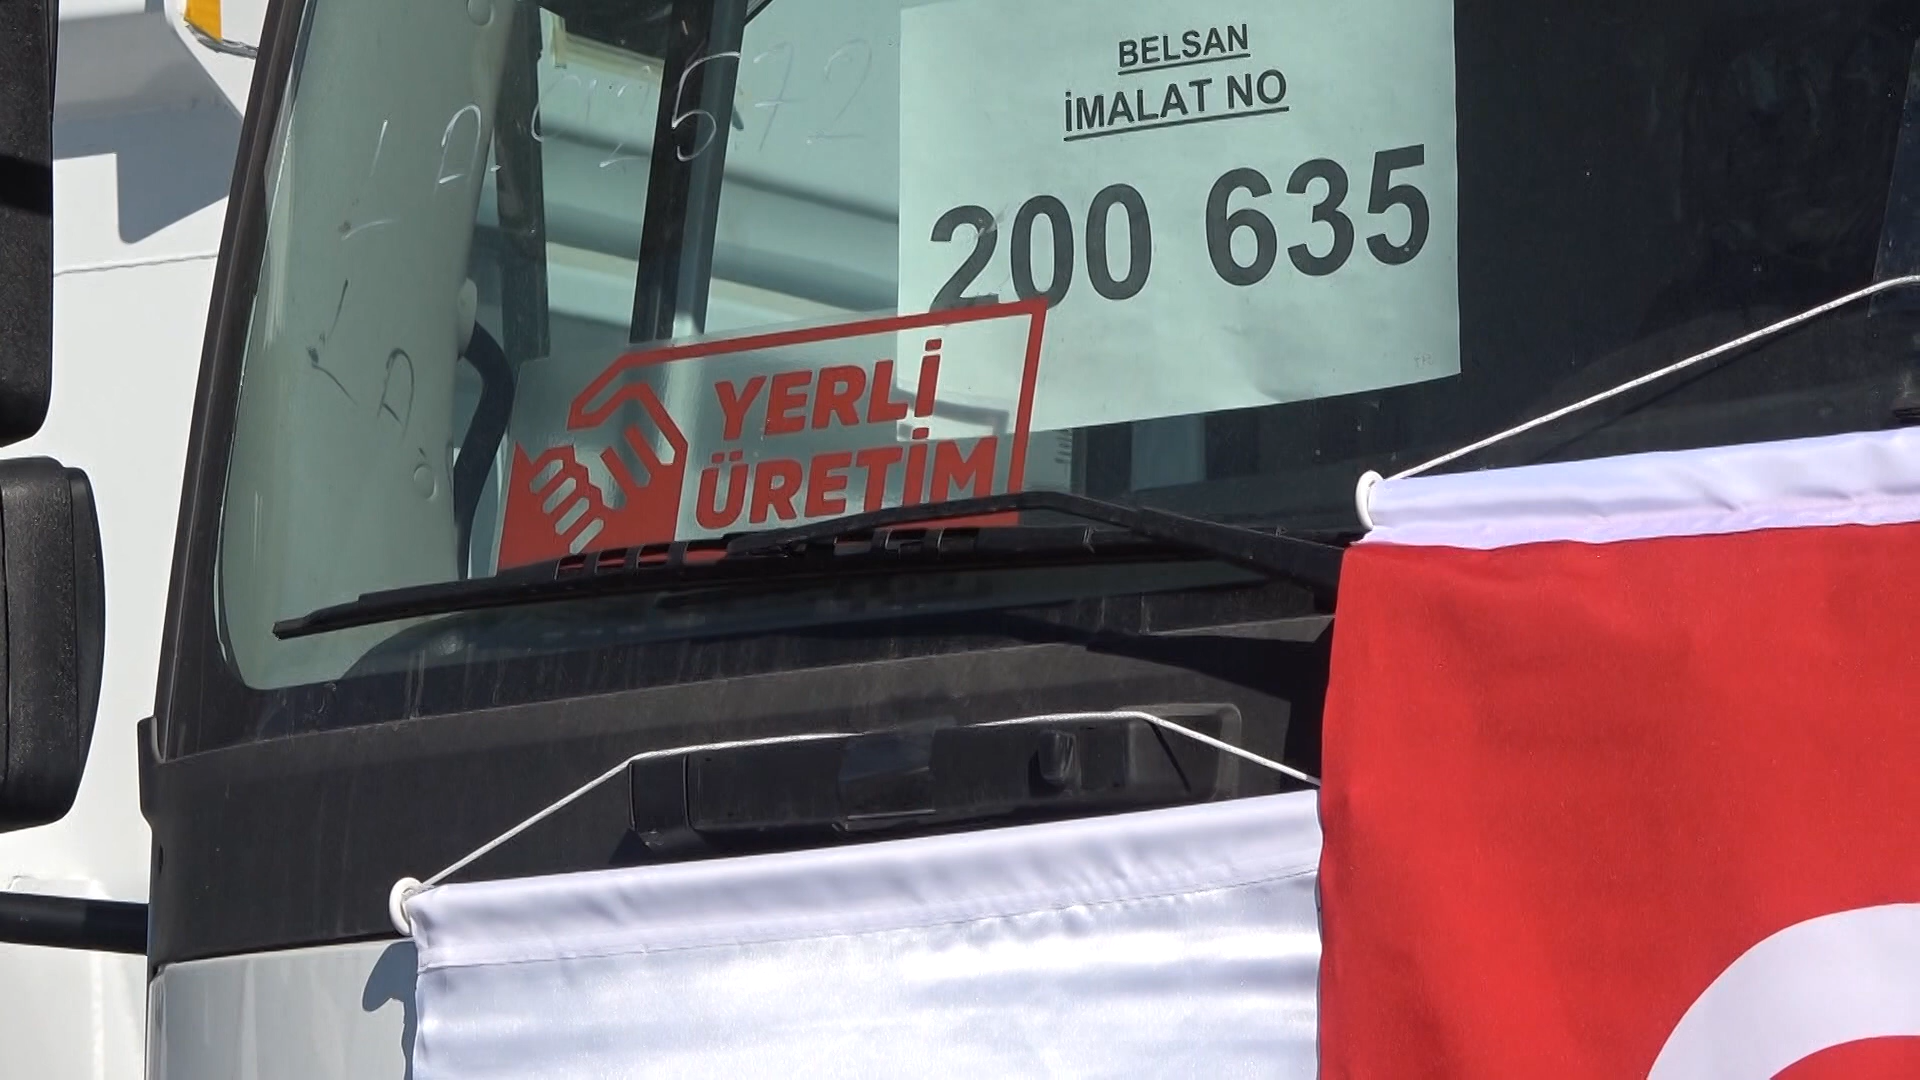 BELSAN
İMALAT NO
200 635
YERLİ
ÜRETİM